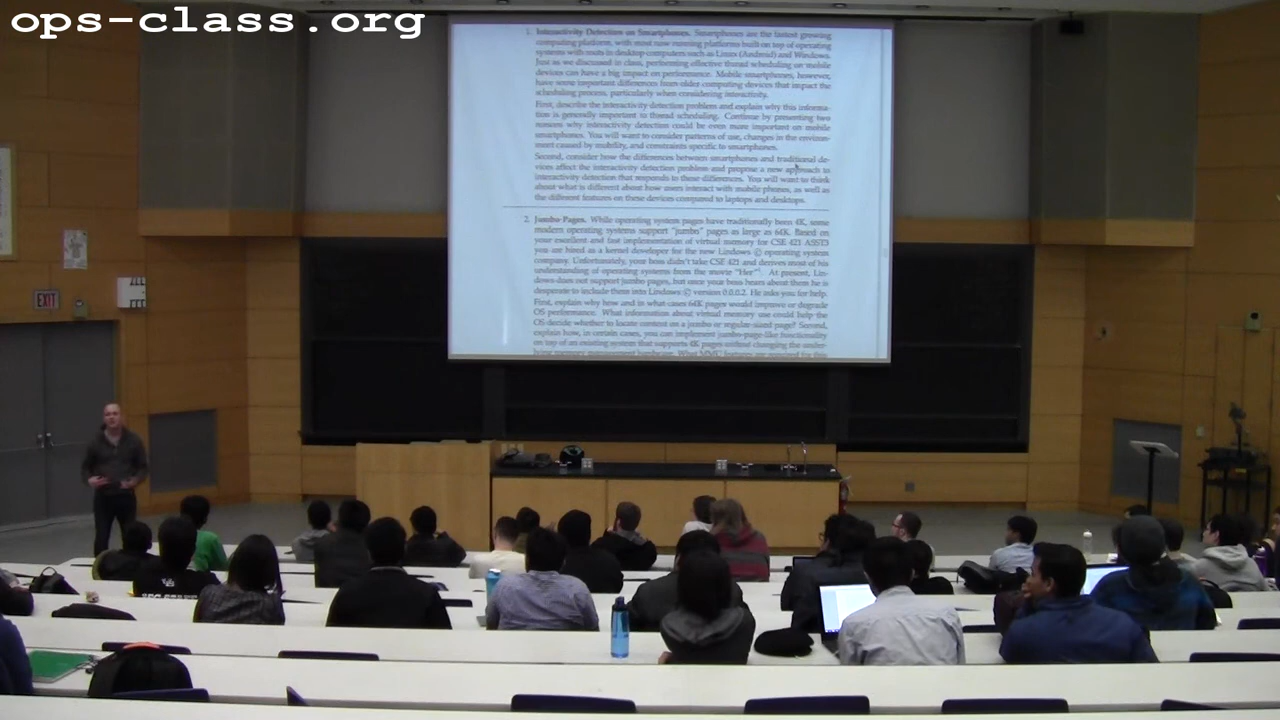 ops-class.org
1. Interactivity Detection on Smartphones. Smartphones are the fastest growing
computing platform, with most now running platforms built on top of operating
systems with roots in desktop computers such as Linux (Android) and Windows.
Just as we discussed in class, performing effective thread scheduling on mobile
devices can have a big impact on performance. Mobile smartphones, however,
have some important differences from older computing devices that impact the
scheduling process, particularly when considering interactivity.
First, describe the interactivity detection problem and explain why this informa-
tion is generally important to thread scheduling. Continue by presenting two
reasons why interactivity detection could be even more important on mobile
smartphones. You will want to consider patterns of use, changes in the environ-
ment caused by mobility, and constraints specific to smartphones.
Second, consider how the differences between smartphones and traditional de-
vices affect the interactivity detection problem and propose a new approach to
interactivity detection that responds to these differences. You will want to think
about what is different about how users interact with mobile phones, as well as
the different features on these devices compared to laptops and desktops.
2. Jumbo Pages. While operating system pages have traditionally been 4K, some
modern operating systems support "jumbo" pages as large as 64K. Based on
your excellent and fast implementation of virtual memory for CSE 421 ASST3
you are hired as a kernel developer for the new Lindows © operating system
company. Unfortunately, your boss didn't take CSE 421 and derives most of his
understanding of operating systems from the movie "Her". At present, Lin-
dows does not support jumbo pages, but once your boss hears about them he is
desperate to include them into Lindows © version 0.0.0.2. He asks you for help.
First, explain why how and in what cases 64K pages would improve or degrade
OS performance. What information about virtual memory use could help the
OS decide whether to locate content on a jumbo or regular-sized page? Second,
explain how, in certain cases, you can implement jumbo-page-like functionality
on top of an existing system that supports 4K pages without changing the under-
lying memory management hardware. What MMU features are required for this
EXIT